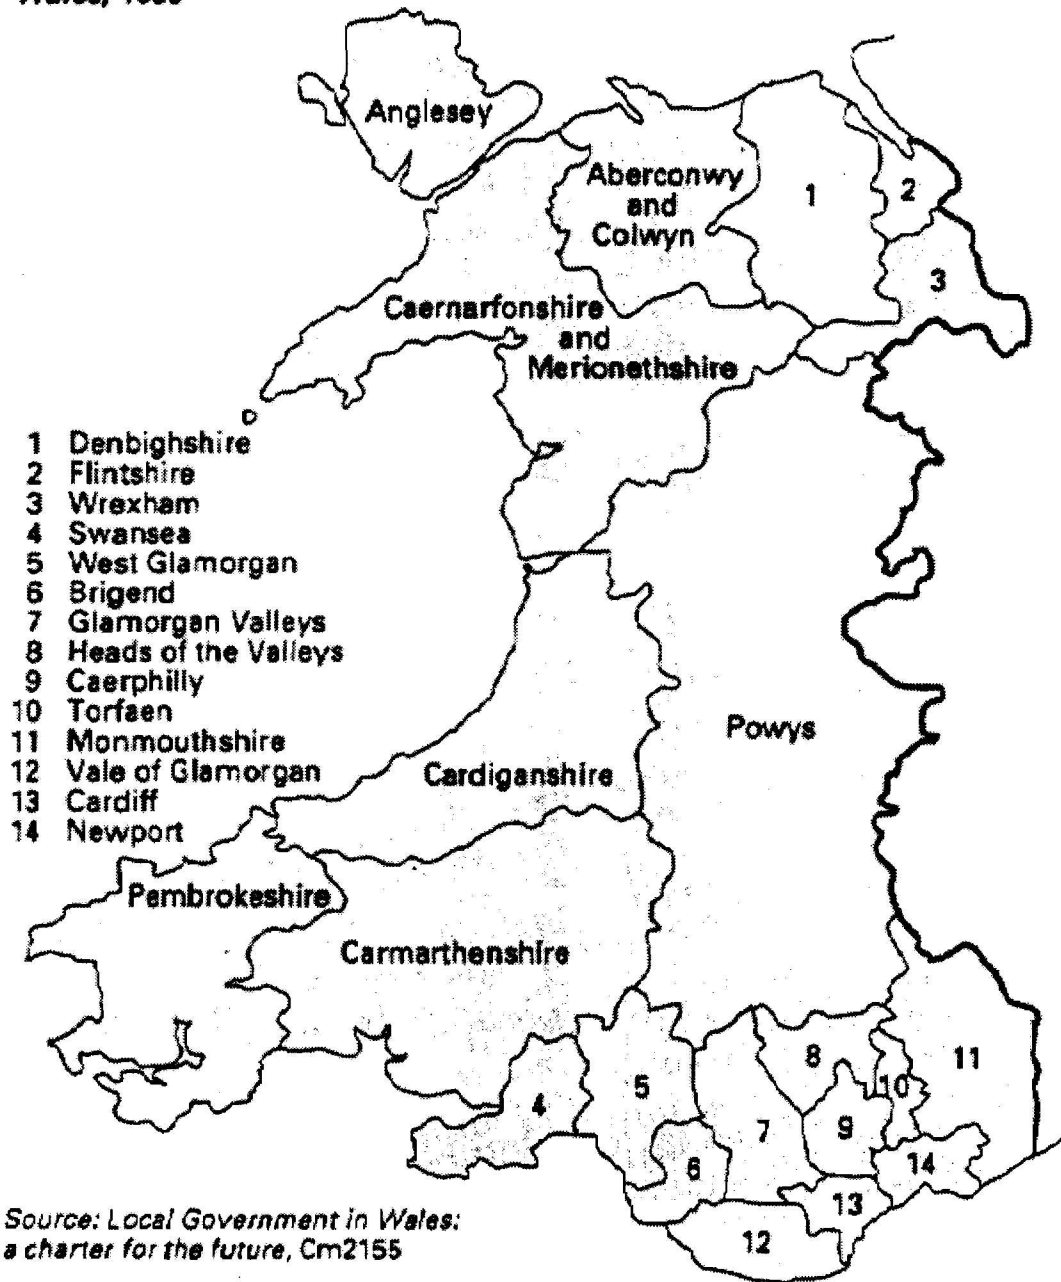 Anglesey
Aberconwy
and
Colwyn
1
2
3
Caernarfonshire
and
Merionethshire
1 Denbighshire
2 Flintshire
3 Wrexham
4 Swansea
5 West Glamorgan
6 Brigend
7 Glamorgan Valleys
8 Heads of the Valleys
9 Caerphilly
10 Torfaen
11 Monmouthshire
12 Vale of Glamorgan
13 Cardiff
14 Newport
Powys
Cardiganshire
Pembrokeshire
Carmarthenshire
4
5
6
7
8
9
10
11
12
13
14
Source: Local Government in Wales:
a charter for the future, Cm2155